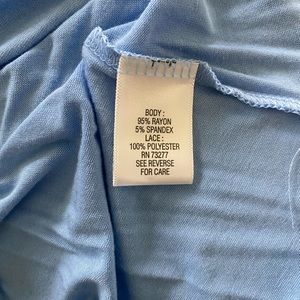 BODY :
95% RAYON
5% SPANDEX
LACE :
100% POLYESTER
RN 73277
SEE REVERSE
FOR CARE